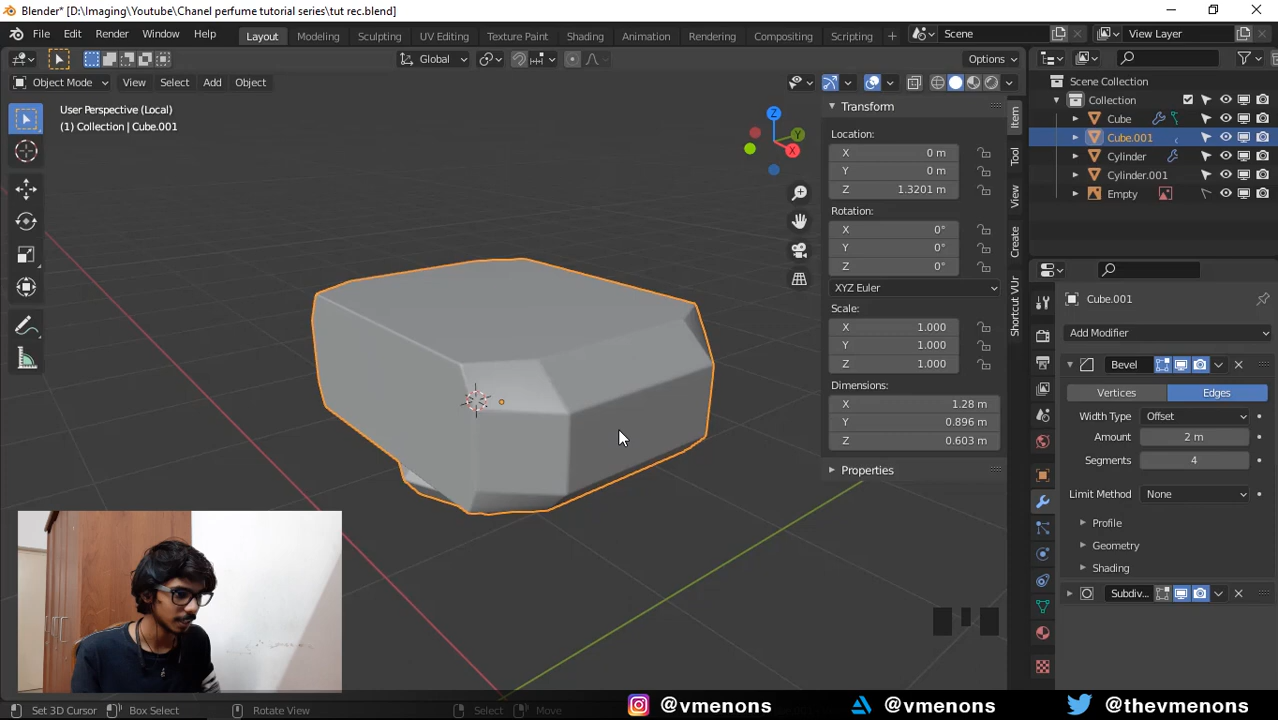 Blender* [D:\Imaging\Youtube\Chanel perfume tutorial series\tut rec.blend]
File Edit Render Window Help
Layout Modeling Sculpting UV Editing Texture Paint Shading Animation Rendering Compositing Scripting
Scene
View Layer
Global
Options
Object Mode View Select Add Object
User Perspective (Local)
(1) Collection | Cube.001
Z
Y
X
Transform
Location:
X 0 m
Y 0 m
Z 1.3201 m
Rotation:
X 0°
Y 0°
Z 0°
XYZ Euler
Scale:
X 1.000
Y 1.000
Z 1.000
Dimensions:
X 1.28 m
Y 0.896 m
Z 0.603 m
Properties
Item
Tool
View
Create
Shortcut VUr
Scene Collection
Collection
Cube
Cube.001
Cylinder
Cylinder.001
Empty
Cube.001
Add Modifier
Bevel
Vertices Edges
Width Type Offset
Amount 2 m
Segments 4
Limit Method None
Profile
Geometry
Shading
Subdiv...
Set 3D Cursor Box Select Rotate View Select Move
@vmenons @vmenons @thevmenons